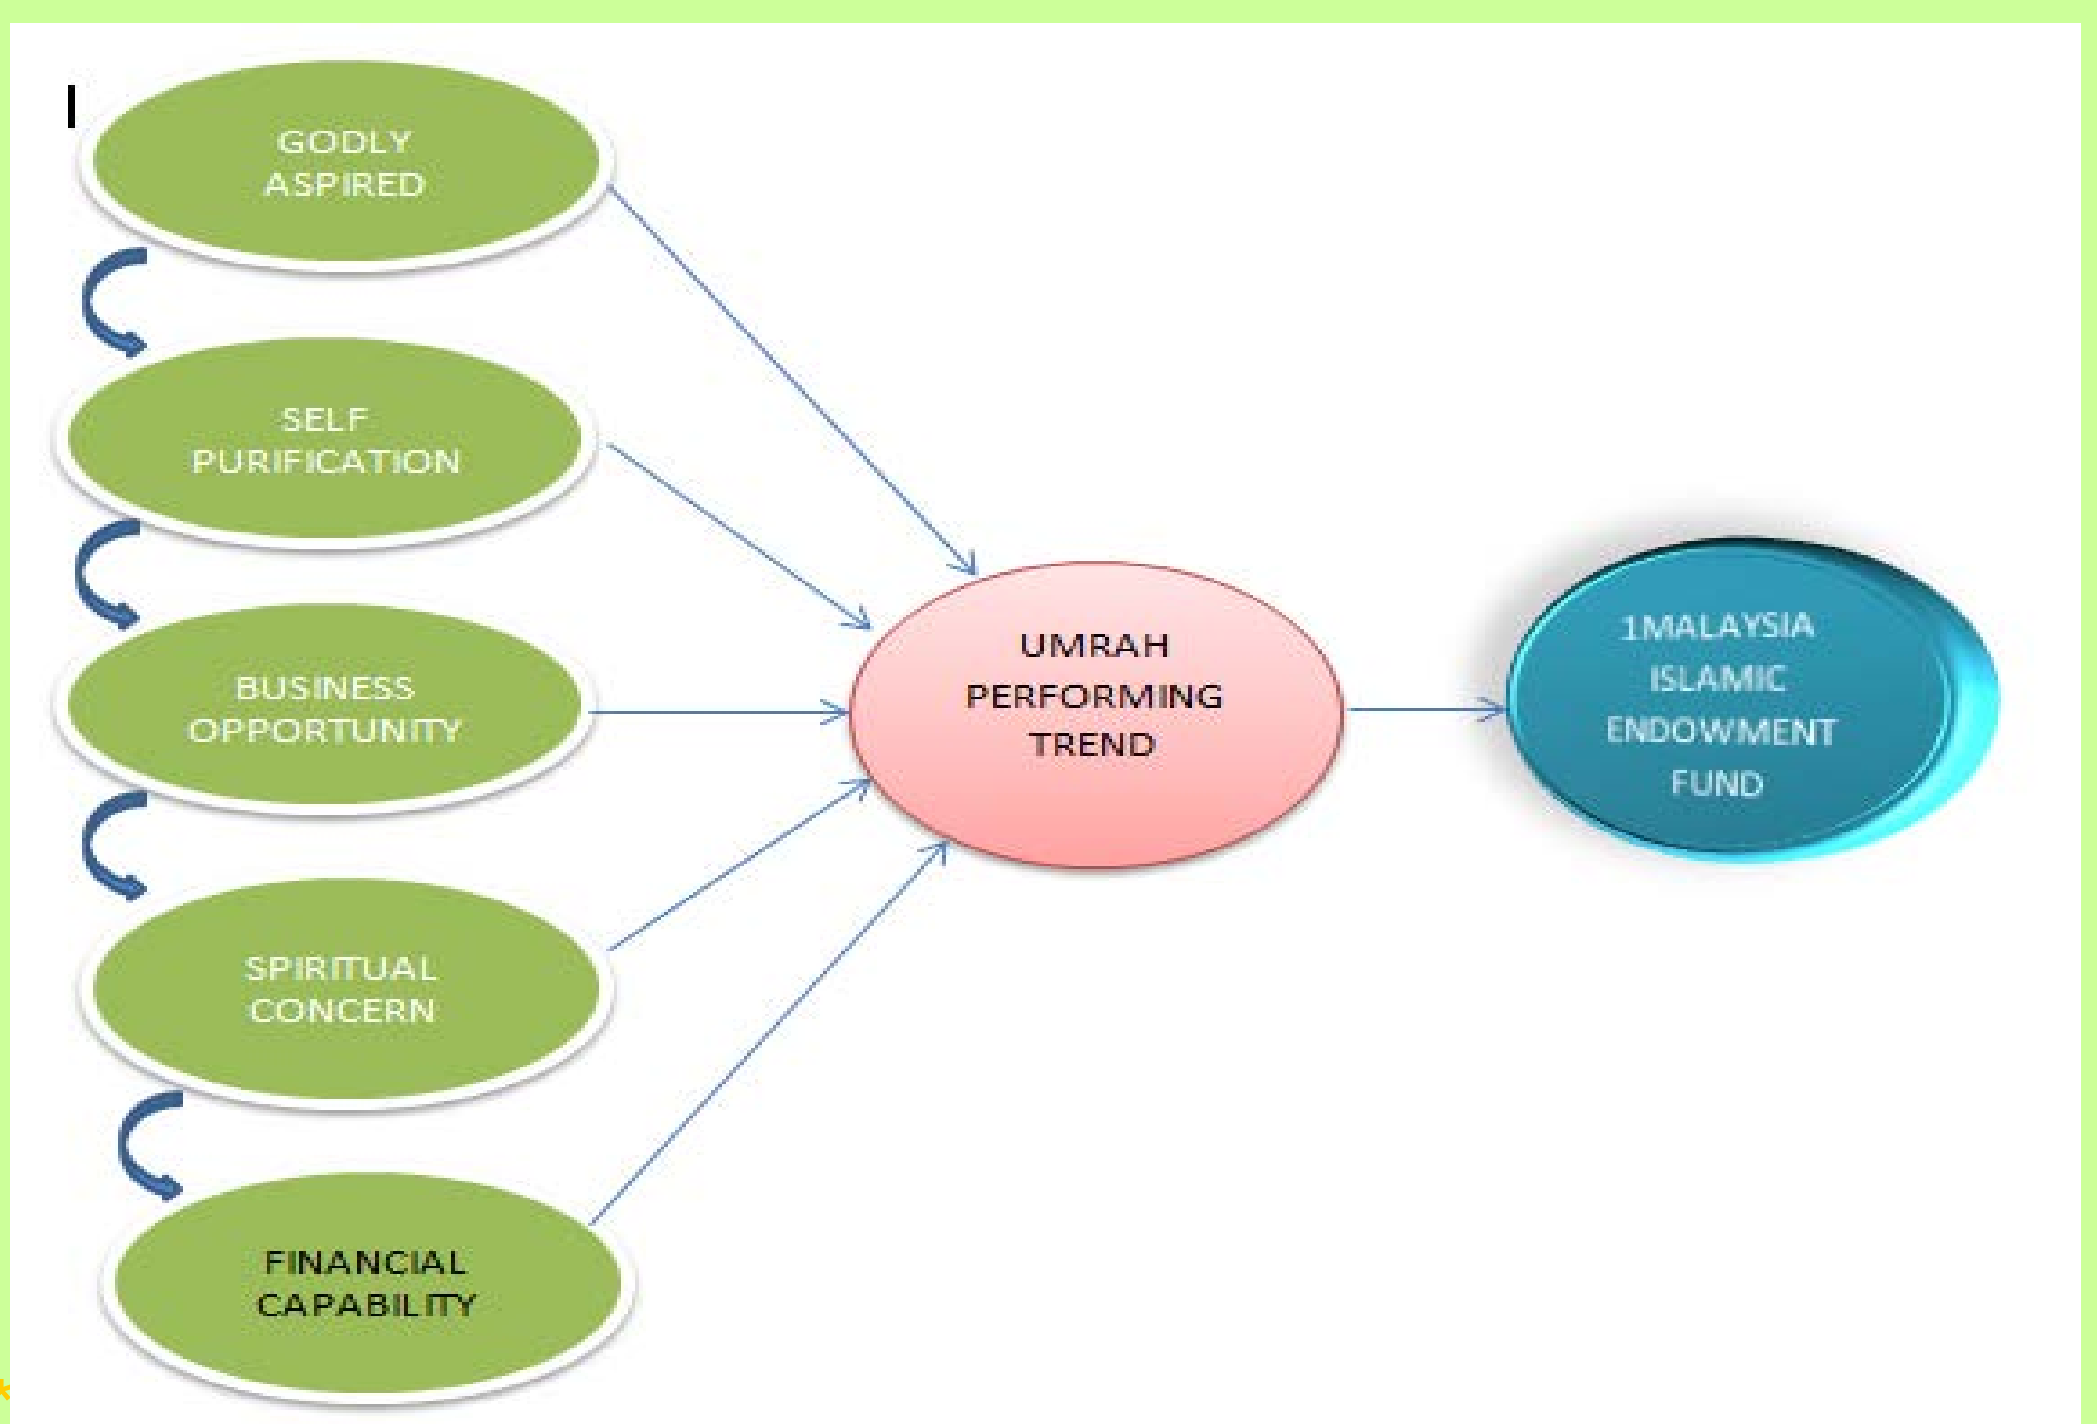 GODLY
ASPIRED
SELF
PURIFICATION
BUSINESS
OPPORTUNITY
SPIRITUAL
CONCERN
FINANCIAL
CAPABILITY
UMRAH
PERFORMING
TREND
1MALAYSIA
ISLAMIC
ENDOWMENT
FUND